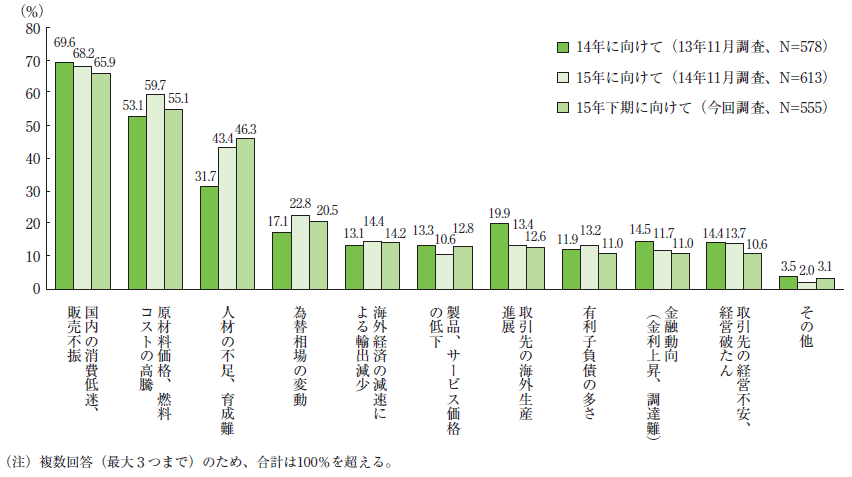 (%)
80
70
60
50
40
30
20
10
0
14年に向けて（13年11月調査、N=578）
15年に向けて（14年11月調査、N=613）
15年下期に向けて（今回調査、N=555）
69.6
68.2
65.9
53.1
59.7
55.1
31.7
43.4
46.3
17.1
22.8
20.5
13.1
14.4
14.2
13.3
10.6
12.8
19.9
13.4
12.6
11.9
13.2
11.0
14.5
11.7
11.0
14.4
13.7
10.6
3.5
2.0
3.1
国内の消費低迷、
販売不振
原材料価格、燃料
コストの高騰
人材の不足、育成難
為替相場の変動
海外経済の減速に
よる輸出減少
製品、サービス価格
の低下
取引先の海外生産
進展
有利子負債の多さ
金融動向
（金利上昇、調達難）
取引先の経営不安、
経営破たん
その他
（注）複数回答（最大３つまで）のため、合計は100％を超える。